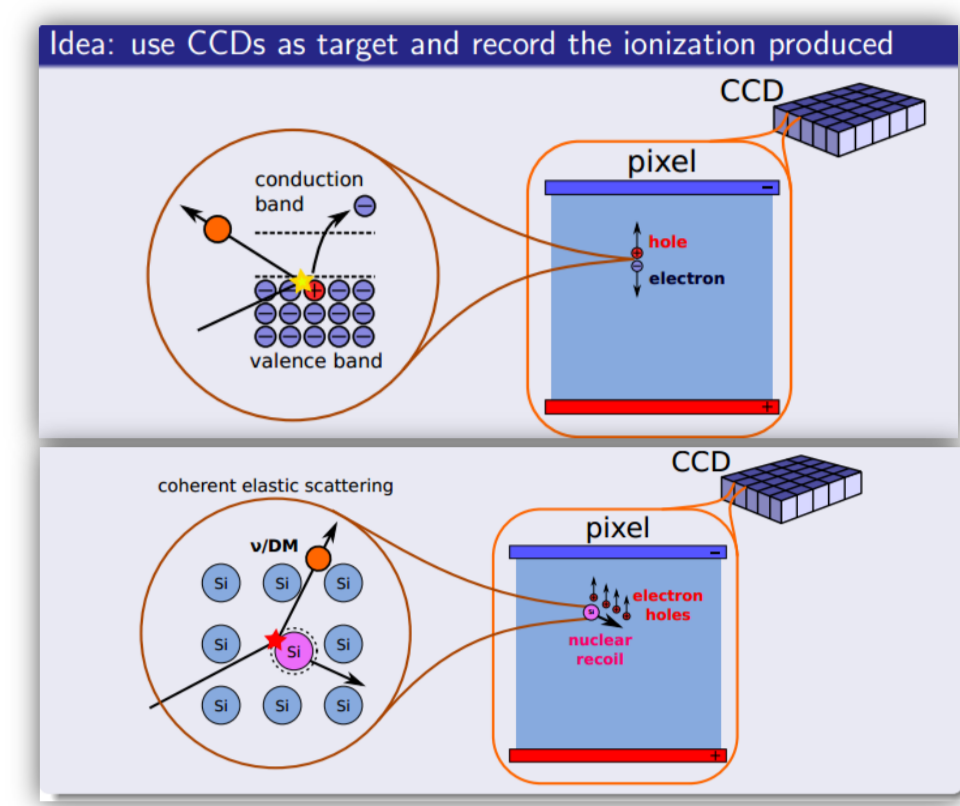 Idea: use CCDs as target and record the ionization produced
CCD
pixel
conduction
band
−
−
hole
+
−
electron
− − + − −
− − − − −
− − − − −
valence band
+
CCD
coherent elastic scattering
pixel
ν/DM
−
Si Si Si
electron
holes
Si
Si Si Si
nuclear
recoil
Si Si Si
+